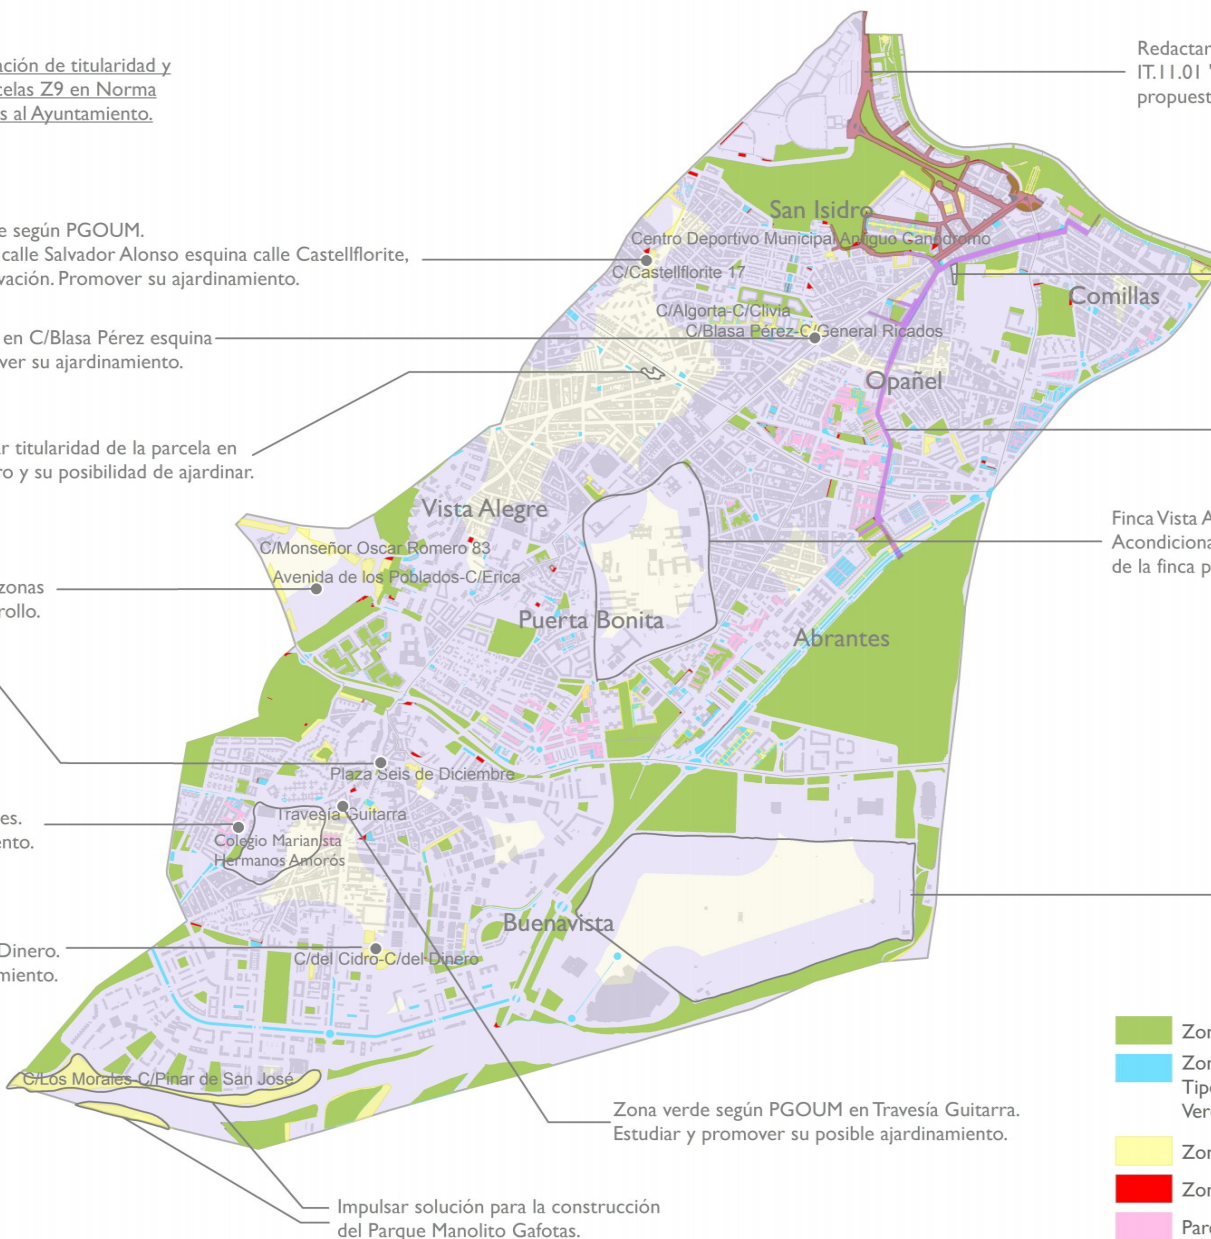 ación de titularidad y
celas Z9 en Norma
s al Ayuntamiento.
Redactar
IT.11.01
propuest
e según PGOUM.
calle Salvador Alonso esquina calle Castellflorite,
vación. Promover su ajardinamiento.
en C/Blasa Pérez esquina
ver su ajardinamiento.
ar titularidad de la parcela en
ro y su posibilidad de ajardinar.
San Isidro
Centro Deportivo Municipal Antiguo Canódromo
C/Castellflorite 17
Comillas
C/Algorta-C/Clivia
C/Blasa Pérez-C/General Ricados
Opañel
Vista Alegre
C/Monseñor Oscar Romero 83
Avenida de los Poblados-C/Erica
Finca Vista A
Acondiciona
de la finca p
zonas
rollo.
Puerta Bonita
Abrantes
Plaza Seis de Diciembre
Travesía Guitarra
Colegio Marianista
Hermanos Amorós
es.
ento.
Buenavista
Dinero.
miento.
C/del Cidro-C/del Dinero
C/Los Morales-C/Pinar de San José
Zona verde según PGOUM en Travesía Guitarra.
Estudiar y promover su posible ajardinamiento.
Impulsar solución para la construcción
del Parque Manolito Gafotas.
Zon
Zon
Tipo
Ver
Zon
Zon
Parc